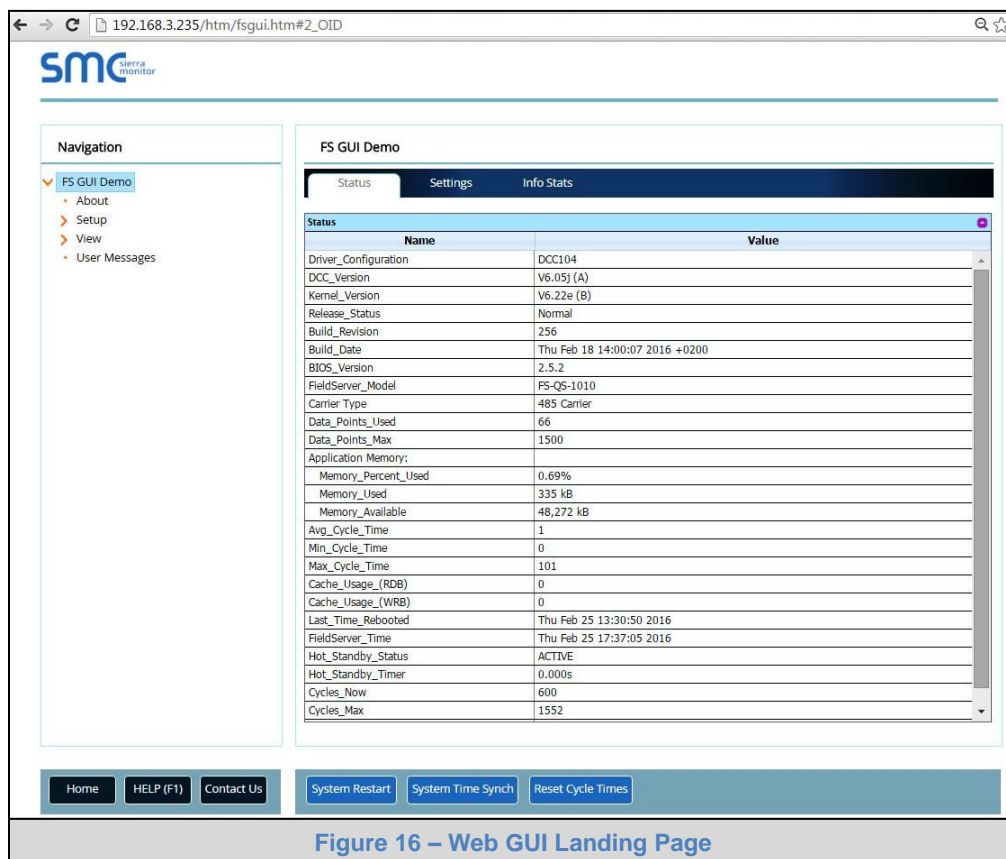 192.168.3.235/htm/fsgui.htm#2_OID
SMC sierra monitor
Navigation
FS GUI Demo
About
Setup
View
User Messages
FS GUI Demo
Status Settings Info Stats
Status
Name Value
Driver_Configuration DCC104
DCC_Version V6.05j (A)
Kernel_Version V6.22e (B)
Release_Status Normal
Build_Revision 256
Build_Date Thu Feb 18 14:00:07 2016 +0200
BIOS_Version 2.5.2
FieldServer_Model FS-QS-1010
Carrier Type 485 Carrier
Data_Points_Used 66
Data_Points_Max 1500
Application Memory:
Memory_Percent_Used 0.69%
Memory_Used 335 kB
Memory_Available 48,272 kB
Avg_Cycle_Time 1
Min_Cycle_Time 0
Max_Cycle_Time 101
Cache_Usage_(RDB) 0
Cache_Usage_(WRB) 0
Last_Time_Rebooted Thu Feb 25 13:30:50 2016
FieldServer_Time Thu Feb 25 17:37:05 2016
Hot_Standby_Status ACTIVE
Hot_Standby_Timer 0.000s
Cycles_Now 600
Cycles_Max 1552
Home HELP (F1) Contact Us System Restart System Time Synch Reset Cycle Times
Figure 16 – Web GUI Landing Page